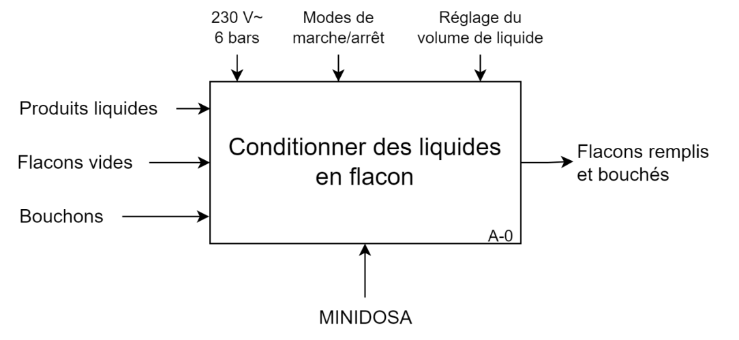 230 V~
6 bars
Modes de
marche/arrêt
Réglage du
volume de liquide
Produits liquides
Flacons vides
Bouchons
Conditionner des liquides
en flacon
A-0
Flacons remplis
et bouchés
MINIDOSA